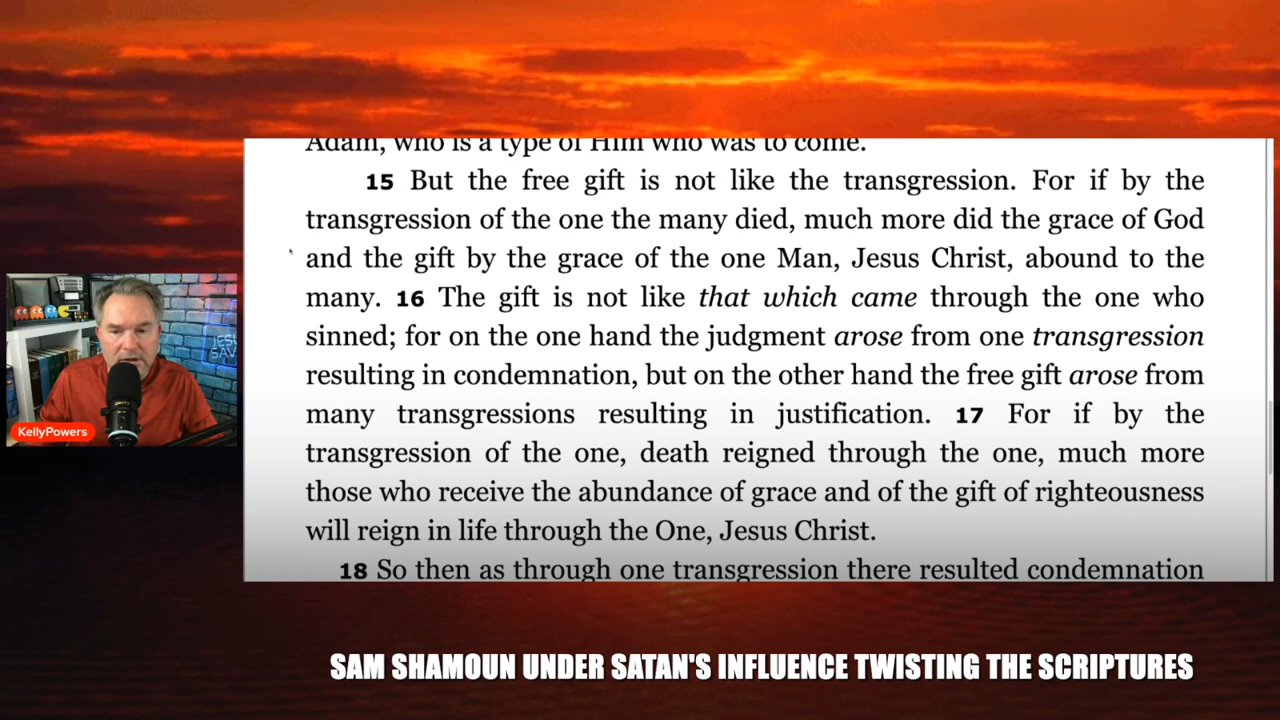 Adam, who is a type of Him who was to come.
15 But the free gift is not like the transgression. For if by the
transgression of the one the many died, much more did the grace of God
and the gift by the grace of the one Man, Jesus Christ, abound to the
many. 16 The gift is not like that which came through the one who
sinned; for on the one hand the judgment arose from one transgression
resulting in condemnation, but on the other hand the free gift arose from
many transgressions resulting in justification. 17 For if by the
transgression of the one, death reigned through the one, much more
those who receive the abundance of grace and of the gift of righteousness
will reign in life through the One, Jesus Christ.
18 So then as through one transgression there resulted condemnation
KellyPowers
SAM SHAMOUN UNDER SATAN'S INFLUENCE TWISTING THE SCRIPTURES